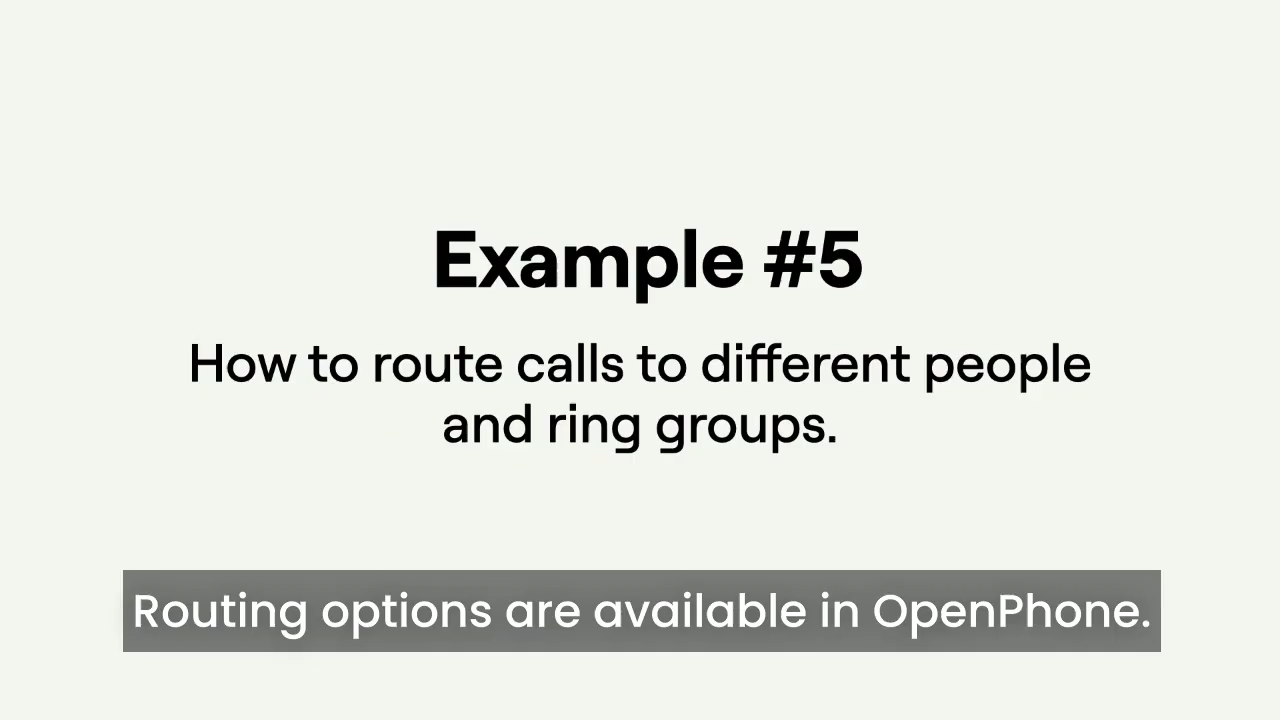 Example #5
How to route calls to different people
and ring groups.
Routing options are available in OpenPhone.